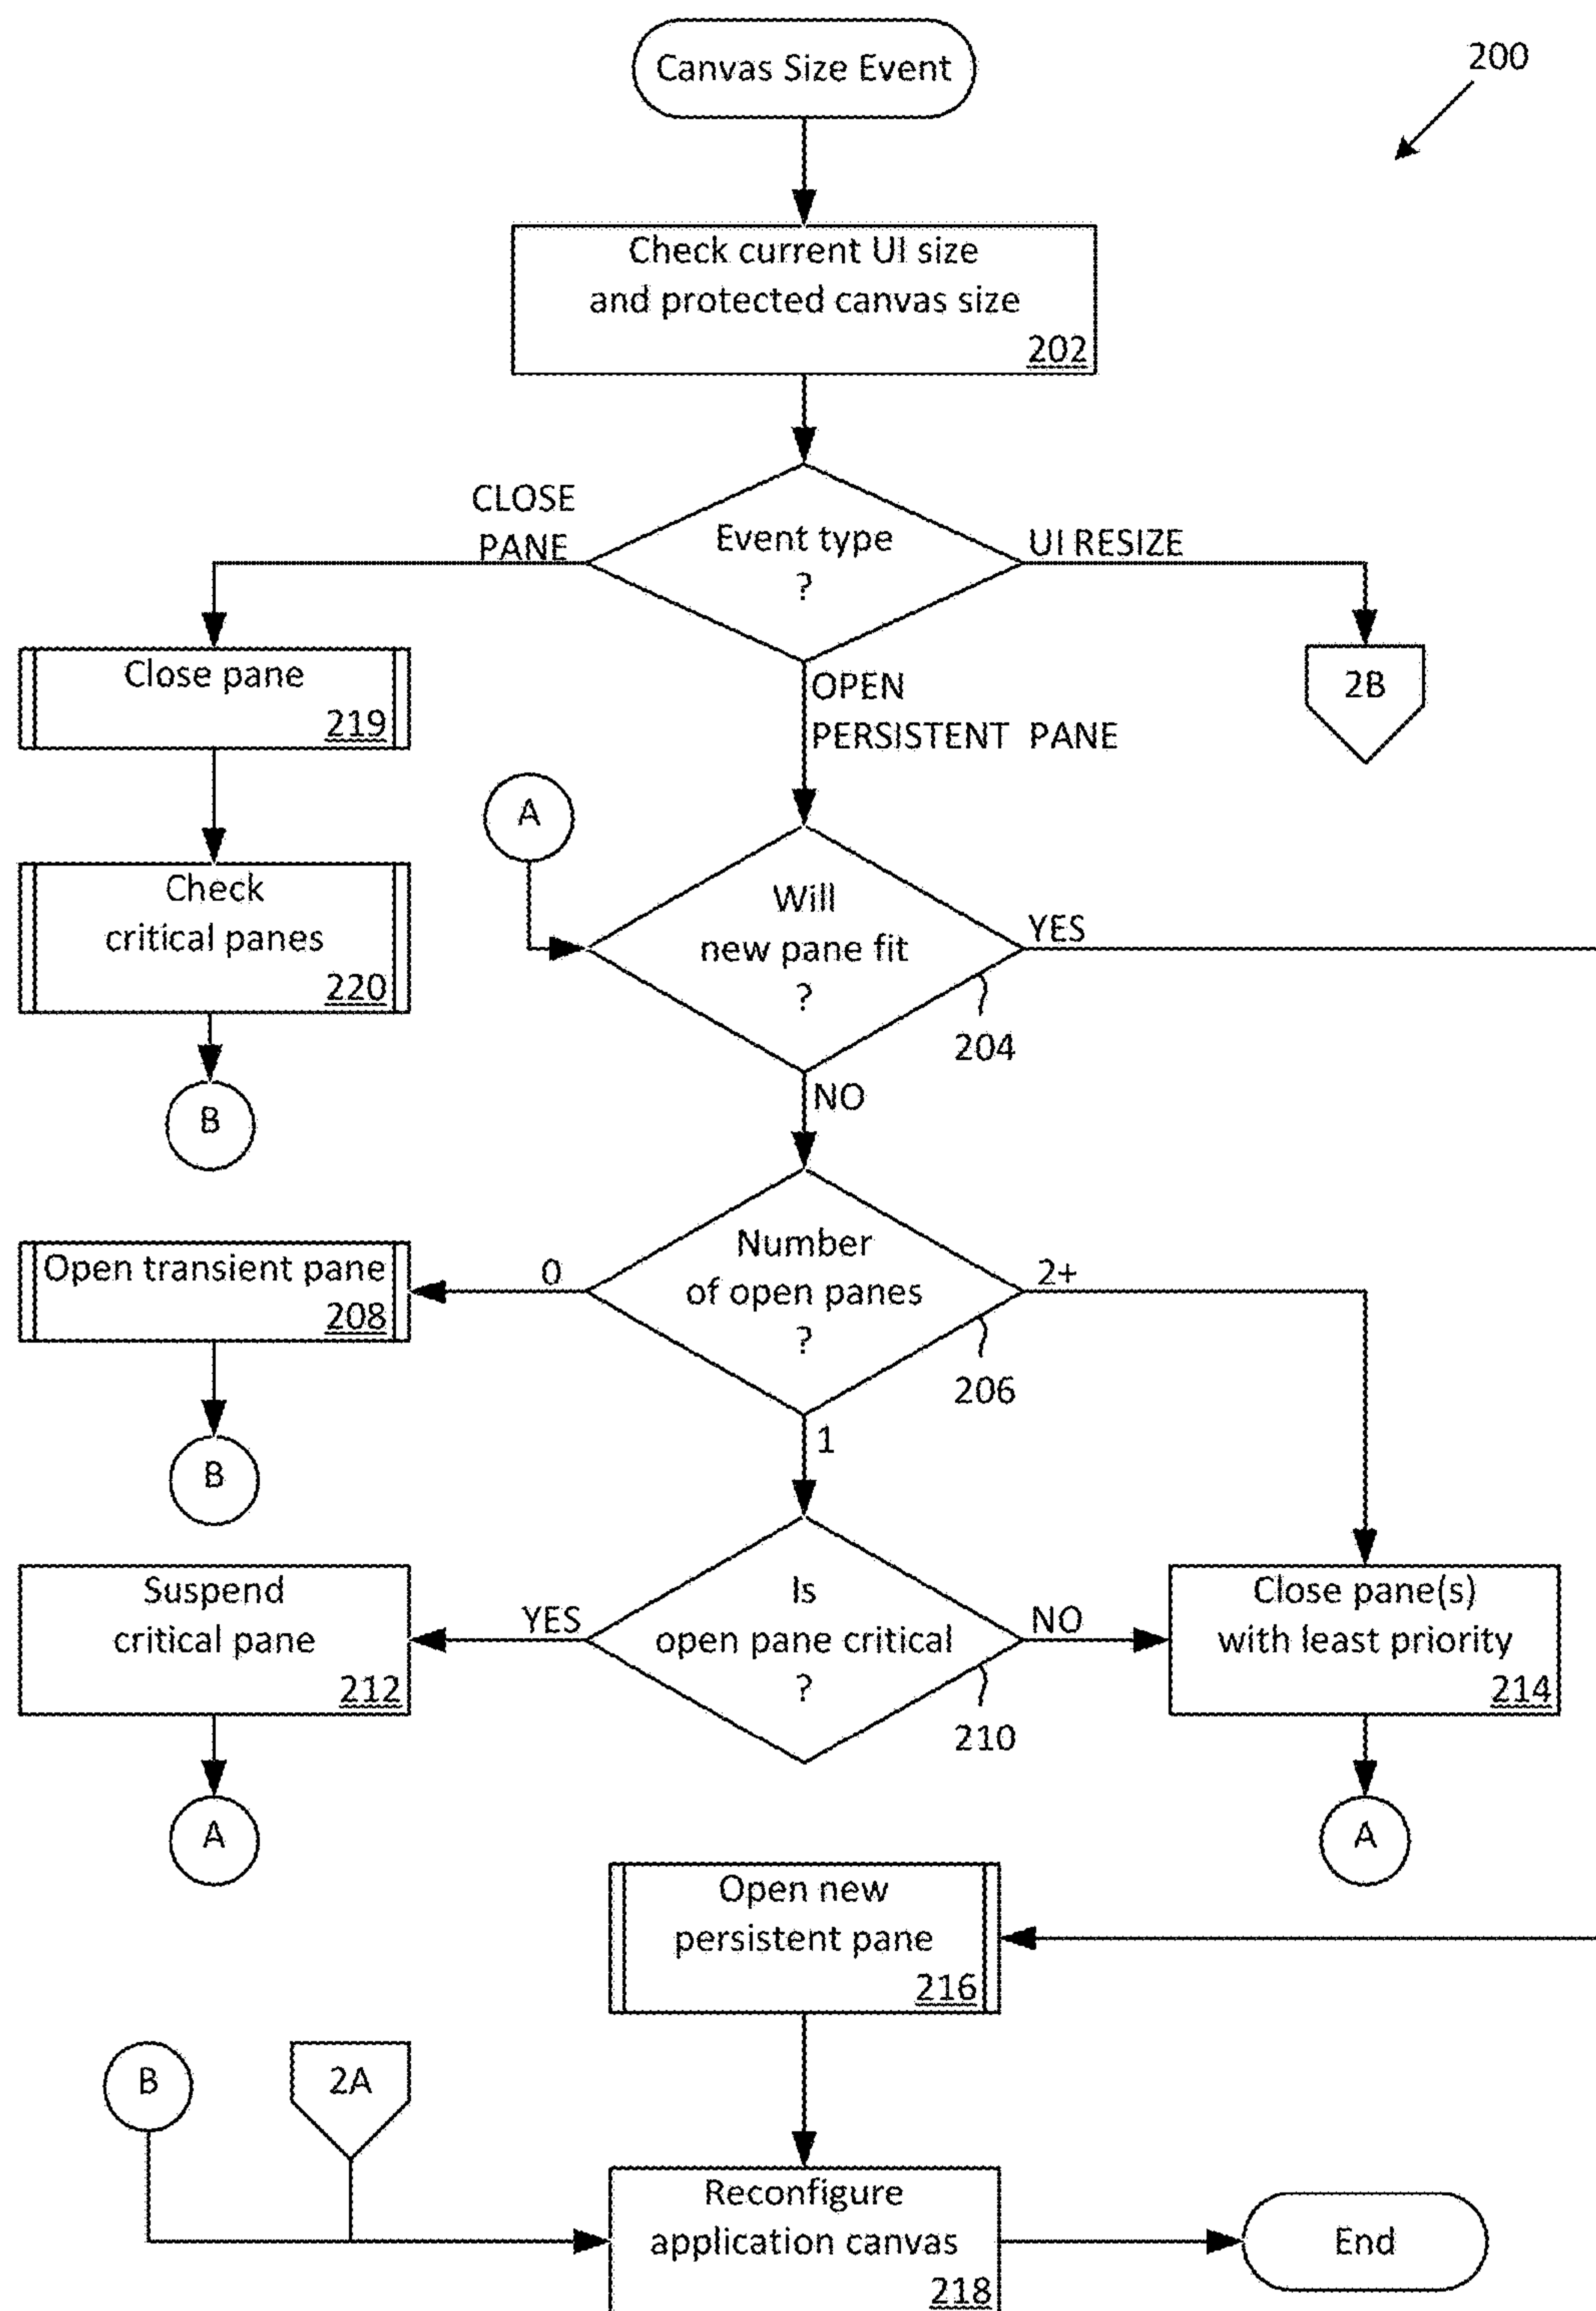 Canvas Size Event
200
Check current UI size
and protected canvas size
202
CLOSE
PANE
Event type
?
UI RESIZE
Close pane
219
OPEN
PERSISTENT PANE
2B
A
Check
critical panes
220
Will
new pane fit
?
YES
204
B
NO
Open transient pane
208
0
Number
of open panes
?
2+
206
B
1
Suspend
critical pane
212
YES
Is
open pane critical
?
NO
210
Close pane(s)
with least priority
214
A
A
Open new
persistent pane
216
B
2A
Reconfigure
application canvas
218
End